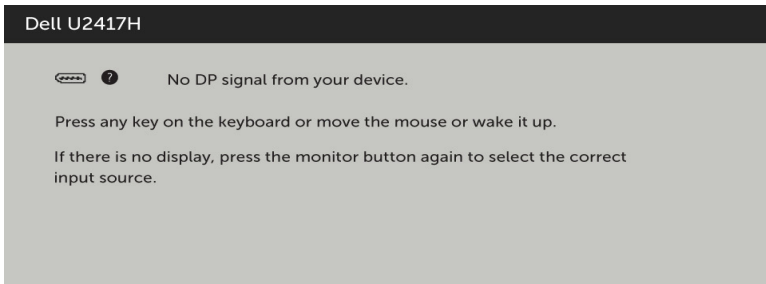 Dell U2417H
? No DP signal from your device.
Press any key on the keyboard or move the mouse or wake it up.
If there is no display, press the monitor button again to select the correct
input source.